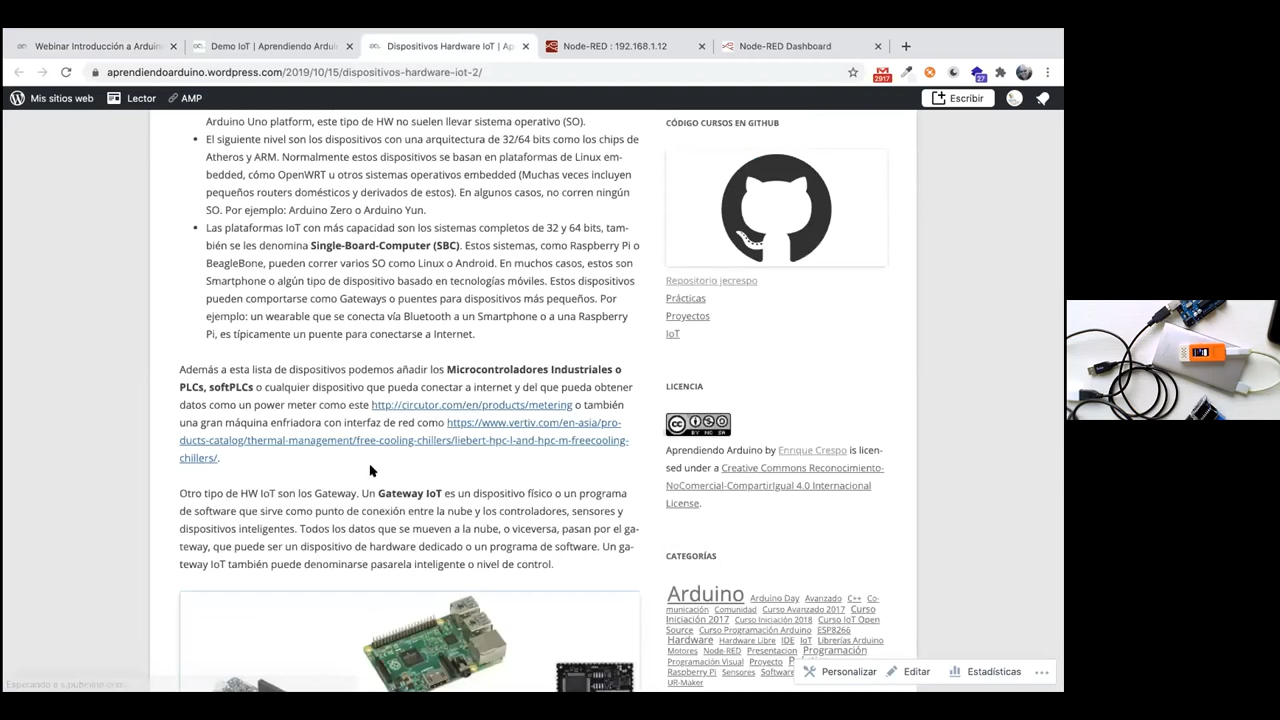 Webinar Introducción a Arduin
Demo IoT | Aprendiendo Ardui
Dispositivos Hardware IoT | Ap
Node-RED : 192.168.1.12
Node-RED Dashboard
aprendiendoarduino.wordpress.com/2019/10/15/dispositivos-hardware-iot-2/
2917
27
Mis sitios web
Lector
AMP
Escribir
Arduino Uno platform, este tipo de HW no suelen llevar sistema operativo (SO).
• El siguiente nivel son los dispositivos con una arquitectura de 32/64 bits como los chips de
Atheros y ARM. Normalmente estos dispositivos se basan en plataformas de Linux em-
bedded, cómo OpenWRT u otros sistemas operativos embedded (Muchas veces incluyen
pequeños routers domésticos y derivados de estos). En algunos casos, no corren ningún
SO. Por ejemplo: Arduino Zero o Arduino Yun.
• Las plataformas IoT con más capacidad son los sistemas completos de 32 y 64 bits, tam-
bién se les denomina Single-Board-Computer (SBC). Estos sistemas, como Raspberry Pi o
BeagleBone, pueden correr varios SO como Linux o Android. En muchos casos, estos son
Smartphone o algún tipo de dispositivo basado en tecnologías móviles. Estos dispositivos
pueden comportarse como Gateways o puentes para dispositivos más pequeños. Por
ejemplo: un wearable que se conecta vía Bluetooth a un Smartphone o a una Raspberry
Pi, es típicamente un puente para conectarse a Internet.
Además a esta lista de dispositivos podemos añadir los Microcontroladores Industriales o
PLCs, softPLCs o cualquier dispositivo que pueda conectar a internet y del que pueda obtener
datos como un power meter como este http://circutor.com/en/products/metering o también
una gran máquina enfriadora con interfaz de red como https://www.vertiv.com/en-asia/pro-
ducts-catalog/thermal-management/free-cooling-chillers/liebert-hpc-l-and-hpc-m-freecooling-
chillers/.
Otro tipo de HW IoT son los Gateway. Un Gateway IoT es un dispositivo físico o un programa
de software que sirve como punto de conexión entre la nube y los controladores, sensores y
dispositivos inteligentes. Todos los datos que se mueven a la nube, o viceversa, pasan por el ga-
teway, que puede ser un dispositivo de hardware dedicado o un programa de software. Un ga-
teway IoT también puede denominarse pasarela inteligente o nivel de control.
CÓDIGO CURSOS EN GITHUB
Repositorio jecrespo
Prácticas
Proyectos
IoT
LICENCIA
cc
BY NC SA
Aprendiendo Arduino by Enrique Crespo is licen-
sed under a Creative Commons Reconocimiento-
NoComercial-CompartirIgual 4.0 Internacional
License.
CATEGORÍAS
Arduino Arduino Day Avanzado C++ Co-
municación Comunidad Curso Avanzado 2017 Curso
Iniciación 2017 Curso Iniciación 2018 Curso IoT Open
Source Curso Programación Arduino ESP8266
Hardware Hardware Libre IDE IoT Librerías Arduino
Motores Node-RED Presentacion Programación
Programación Visual Proyecto
Raspberry Pi Sensores Software
UR-Maker
Personalizar
Editar
Estadísticas